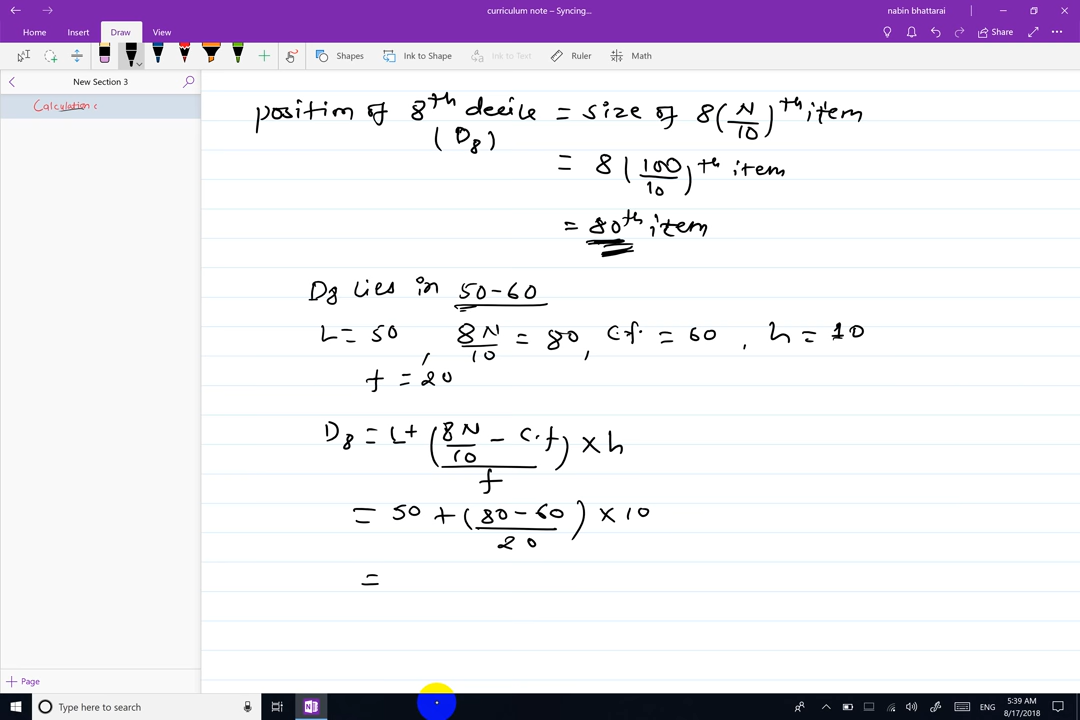 curriculum note – Syncing...
nabin bhattarai
Home Insert Draw View
Share
Shapes Ink to Shape Ink to Text Ruler Math
New Section 3
Calculation o
position of 8th decile = size of 8(N/10)th item
(D8)
= 8(100/10)th item
= 80th item
D8 lies in 50-60
L = 50, 8N/10 = 80, c.f. = 60, h = 10
f = 20
D8 = L + (8N/10 - c.f / f) × h
= 50 + (80-60 / 20) × 10
=
+ Page
Type here to search
ENG
5:39 AM
8/17/2018